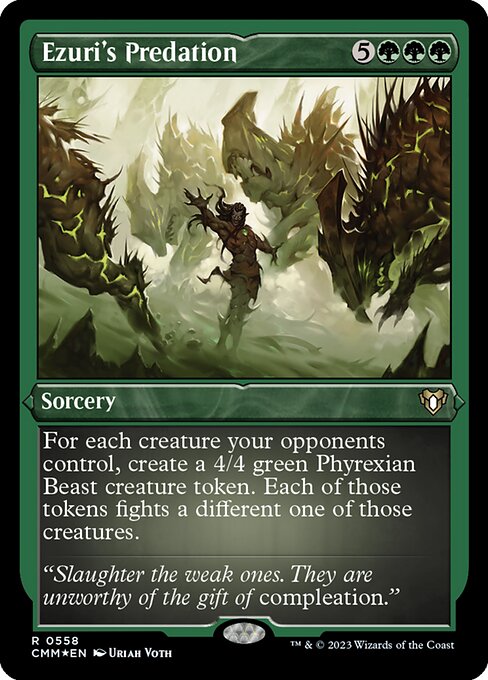 Ezuri's Predation 5
Sorcery
For each creature your opponents
control, create a 4/4 green Phyrexian
Beast creature token. Each of those
tokens fights a different one of those
creatures.
“Slaughter the weak ones. They are
unworthy of the gift of compleation.”
R 0558
CMM★EN Uriah Voth
™ & © 2023 Wizards of the Coast